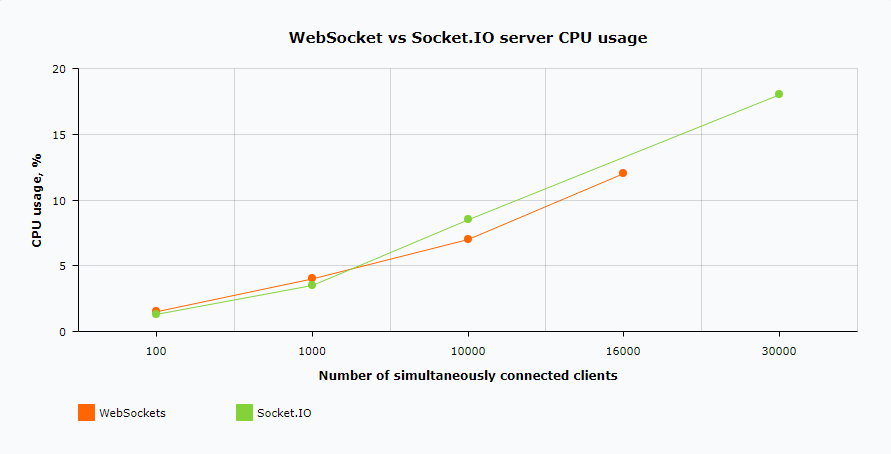 WebSocket vs Socket.IO server CPU usage
20
15
10
5
0
CPU usage, %
100 1000 10000 16000 30000
Number of simultaneously connected clients
WebSockets Socket.IO